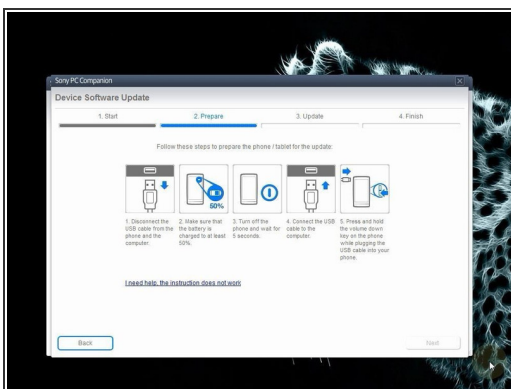 Sony PC Companion
Device Software Update
1. Start
2. Prepare
3. Update
4. Finish
Follow these steps to prepare the phone / tablet for the update:
50%
1. Disconnect the
USB cable from the
phone and the
computer.
2. Make sure that
the battery is
charged to at least
50%.
3. Turn off the
phone and wait for
5 seconds.
4. Connect the USB
cable to the
computer.
5. Press and hold
the volume down
key on the phone
while plugging the
USB cable into your
phone.
I need help, the instruction does not work
Back
Next